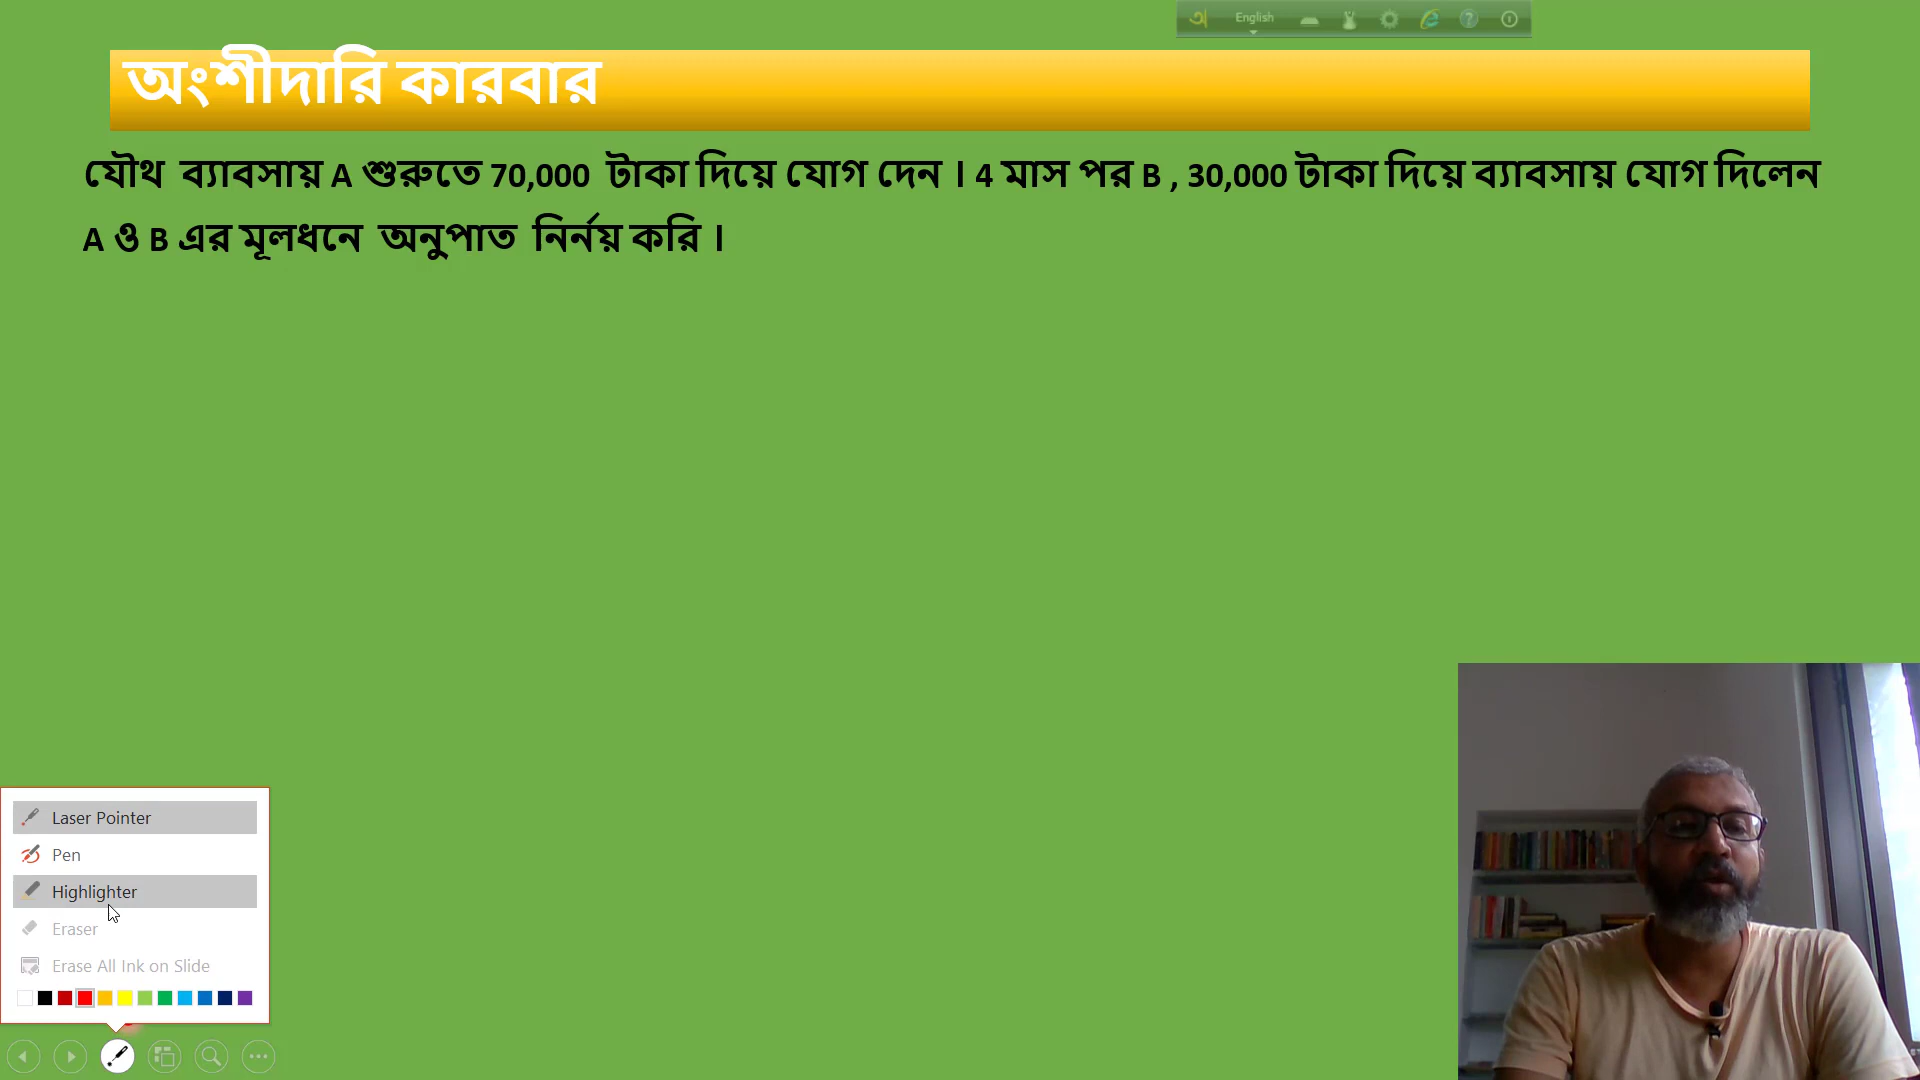 English
অংশীদারি কারবার
যৌথ ব্যাবসায় A শুরুতে 70,000 টাকা দিয়ে যোগ দেন । 4 মাস পর B , 30,000 টাকা দিয়ে ব্যাবসায় যোগ দিলেন
A ও B এর মূলধনে অনুপাত নির্নয় করি ।
Laser Pointer
Pen
Highlighter
Eraser
Erase All Ink on Slide